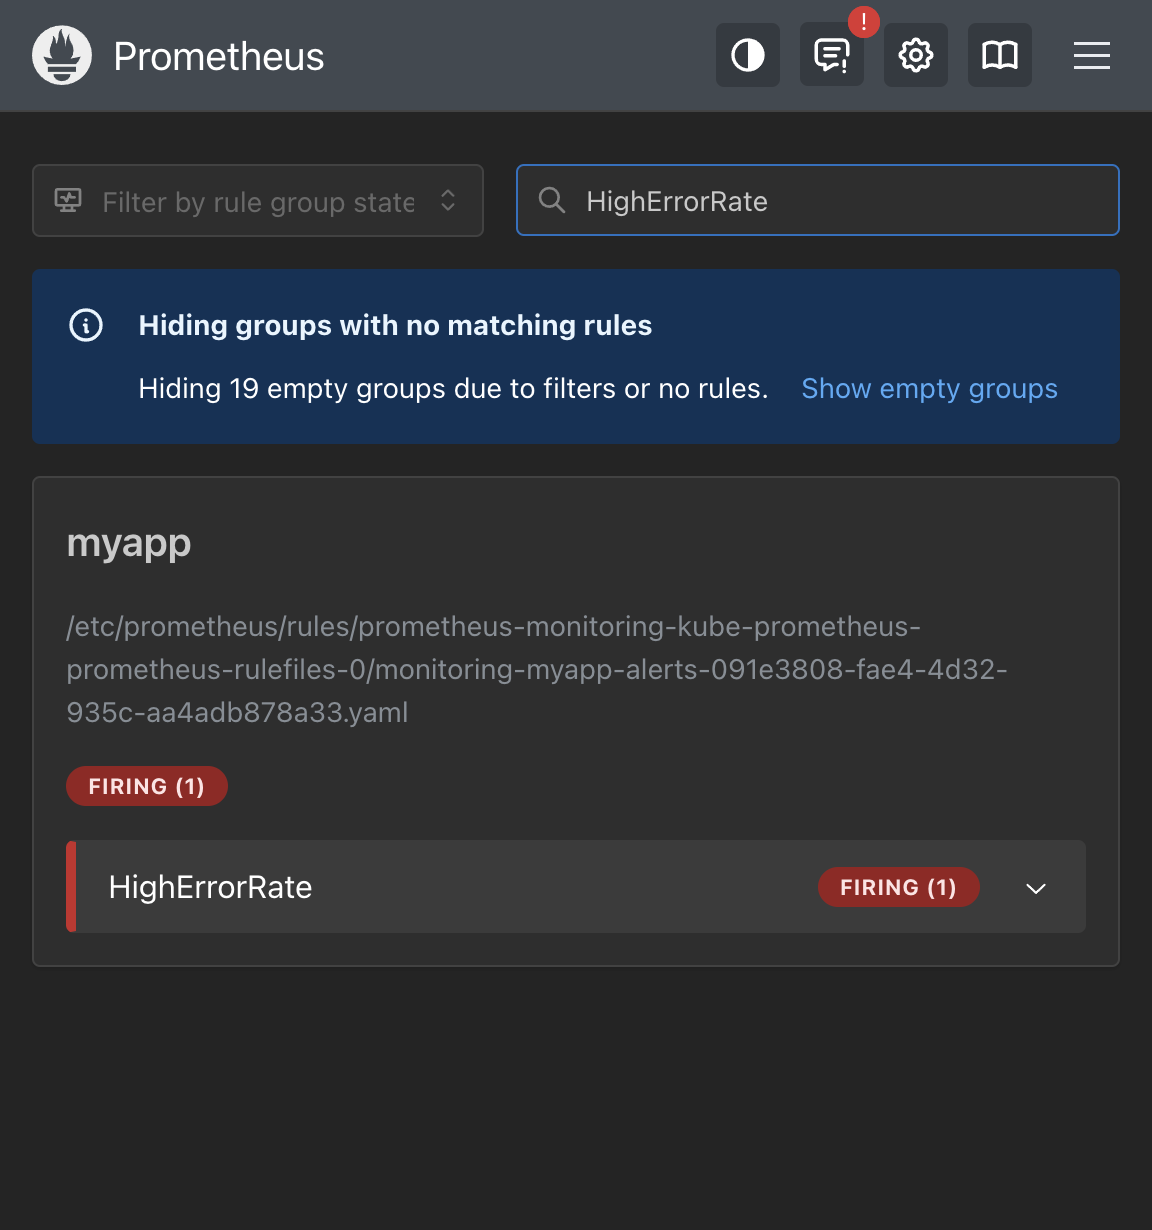 Prometheus
!
Filter by rule group state
HighErrorRate
Hiding groups with no matching rules
Hiding 19 empty groups due to filters or no rules. Show empty groups
myapp
/etc/prometheus/rules/prometheus-monitoring-kube-prometheus-
prometheus-rulefiles-0/monitoring-myapp-alerts-091e3808-fae4-4d32-
935c-aa4adb878a33.yaml
FIRING (1)
HighErrorRate FIRING (1)